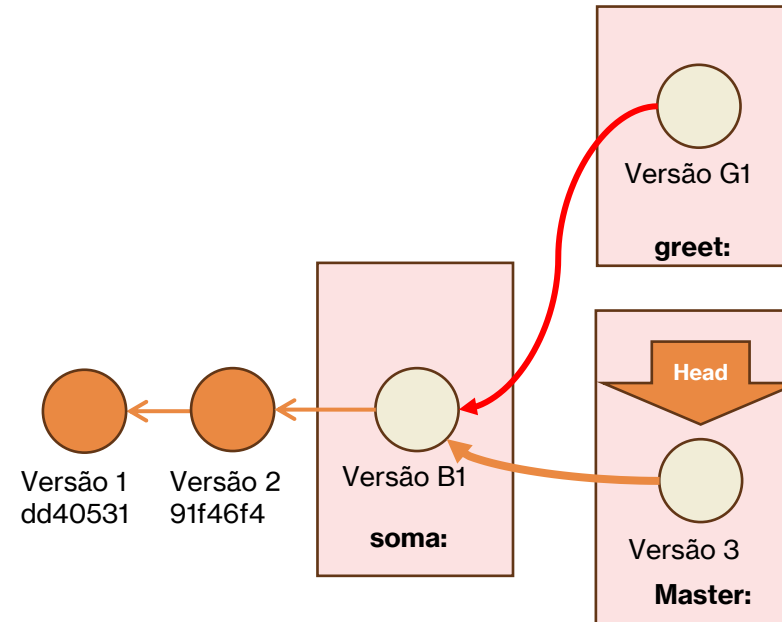 Versão G1
greet:
Head
Versão 1
dd40531
Versão 2
91f46f4
Versão B1
soma:
Versão 3
Master: